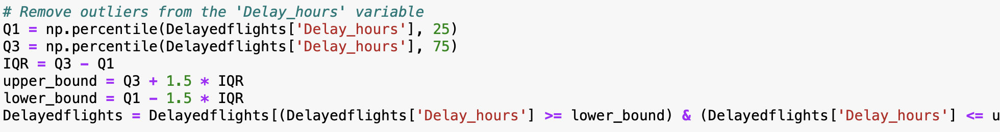 # Remove outliers from the 'Delay_hours' variable
Q1 = np.percentile(Delayedflights['Delay_hours'], 25)
Q3 = np.percentile(Delayedflights['Delay_hours'], 75)
IQR = Q3 - Q1
upper_bound = Q3 + 1.5 * IQR
lower_bound = Q1 - 1.5 * IQR
Delayedflights = Delayedflights[(Delayedflights['Delay_hours'] >= lower_bound) & (Delayedflights['Delay_hours'] <= u